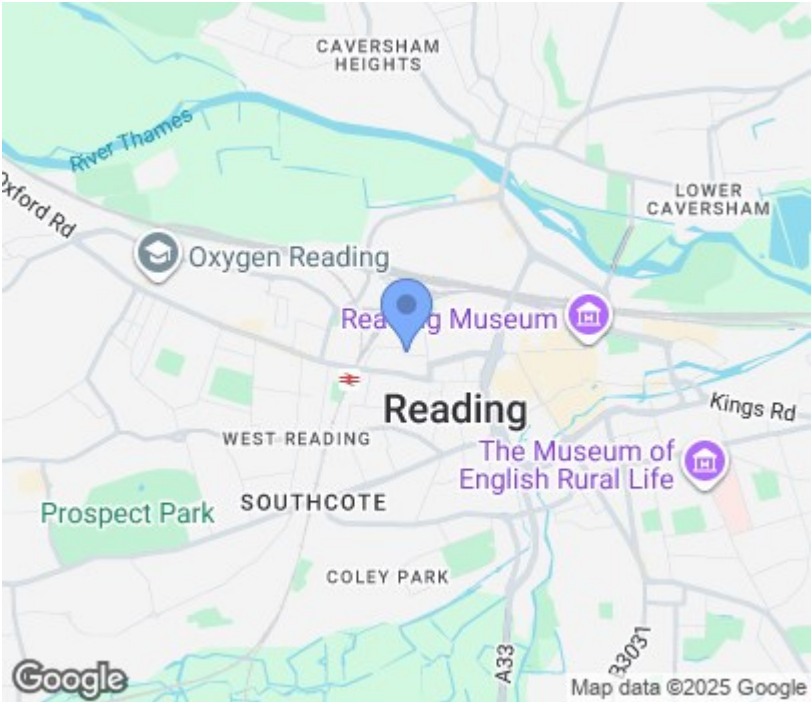 CAVERSHAM
HEIGHTS
River Thames
LOWER
CAVERSHAM
Oxford Rd
Oxygen Reading
Reading Museum
Reading
Kings Rd
WEST READING
The Museum of
English Rural Life
SOUTHCOTE
Prospect Park
COLEY PARK
A33
B3031
Google
Map data ©2025 Google